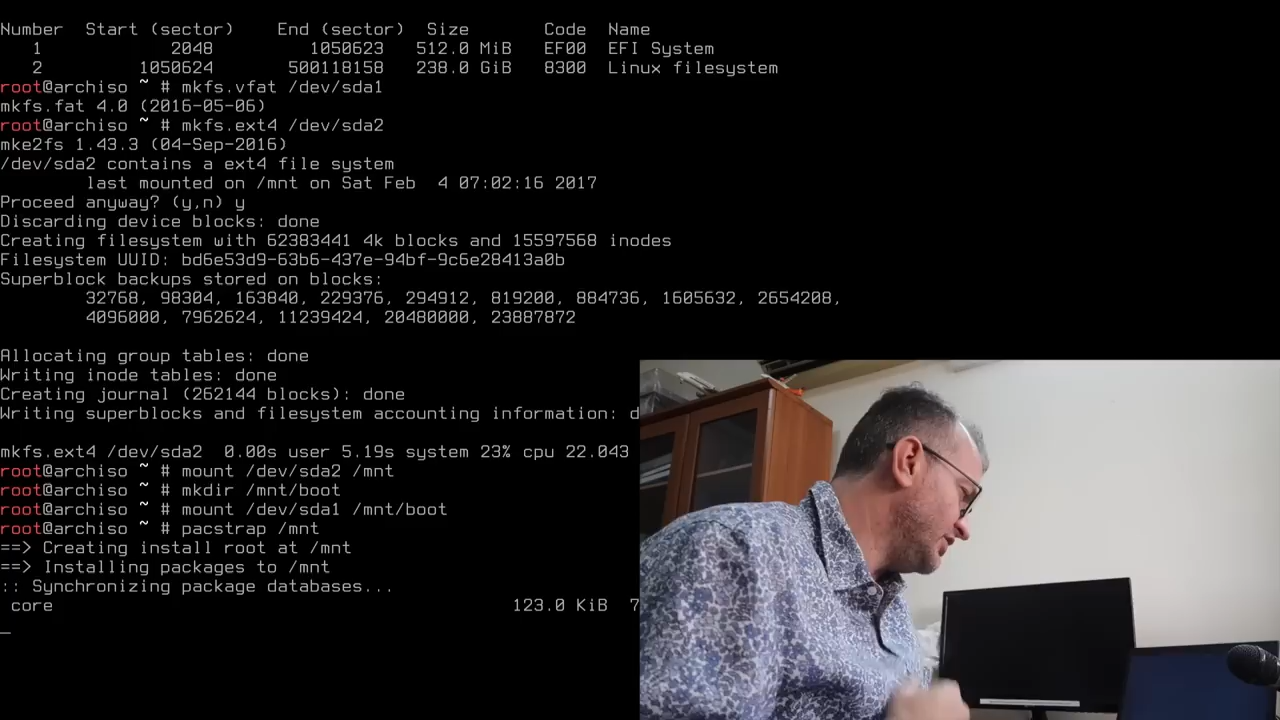 Number  Start (sector)    End (sector)  Size       Code  Name
   1            2048         1050623   512.0 MiB   EF00  EFI System
   2         1050624       500118158   238.0 GiB   8300  Linux filesystem
root@archiso ~ # mkfs.vfat /dev/sda1
mkfs.fat 4.0 (2016-05-06)
root@archiso ~ # mkfs.ext4 /dev/sda2
mke2fs 1.43.3 (04-Sep-2016)
/dev/sda2 contains a ext4 file system
        last mounted on /mnt on Sat Feb  4 07:02:16 2017
Proceed anyway? (y,n) y
Discarding device blocks: done
Creating filesystem with 62383441 4k blocks and 15597568 inodes
Filesystem UUID: bd6e53d9-63b6-437e-94bf-9c6e28413a0b
Superblock backups stored on blocks:
        32768, 98304, 163840, 229376, 294912, 819200, 884736, 1605632, 2654208,
        4096000, 7962624, 11239424, 20480000, 23887872
Allocating group tables: done
Writing inode tables: done
Creating journal (262144 blocks): done
Writing superblocks and filesystem accounting information: d
mkfs.ext4 /dev/sda2  0.00s user 5.19s system 23% cpu 22.043
root@archiso ~ # mount /dev/sda2 /mnt
root@archiso ~ # mkdir /mnt/boot
root@archiso ~ # mount /dev/sda1 /mnt/boot
root@archiso ~ # pacstrap /mnt
==> Creating install root at /mnt
==> Installing packages to /mnt
:: Synchronizing package databases...
 core                                           123.0 KiB  7
_